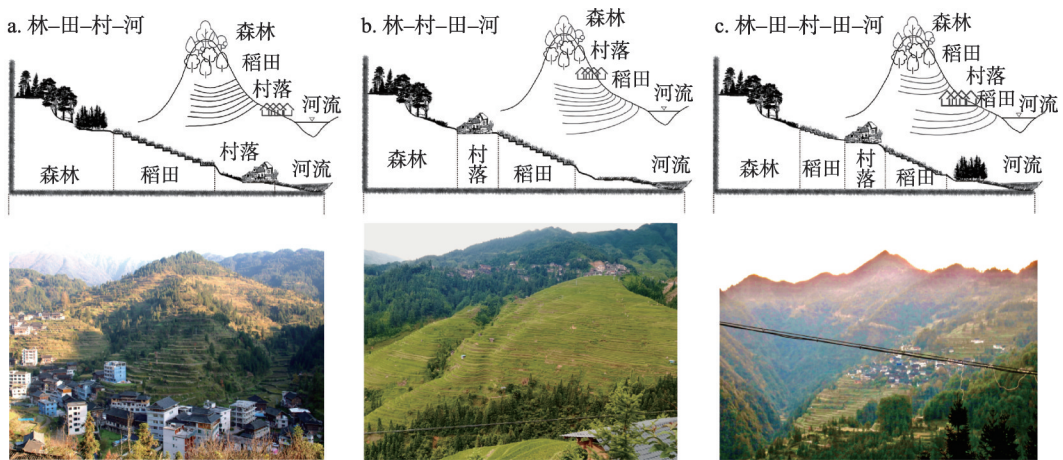 a. 林–田–村–河
森林
稻田
村落
河流
村落
森林
稻田
河流
b. 林–村–田–河
森林
村落
稻田
河流
森林
村落
稻田
河流
c. 林–田–村–田–河
森林
稻田
村落
稻田
河流
森林
稻田
村落
稻田
河流